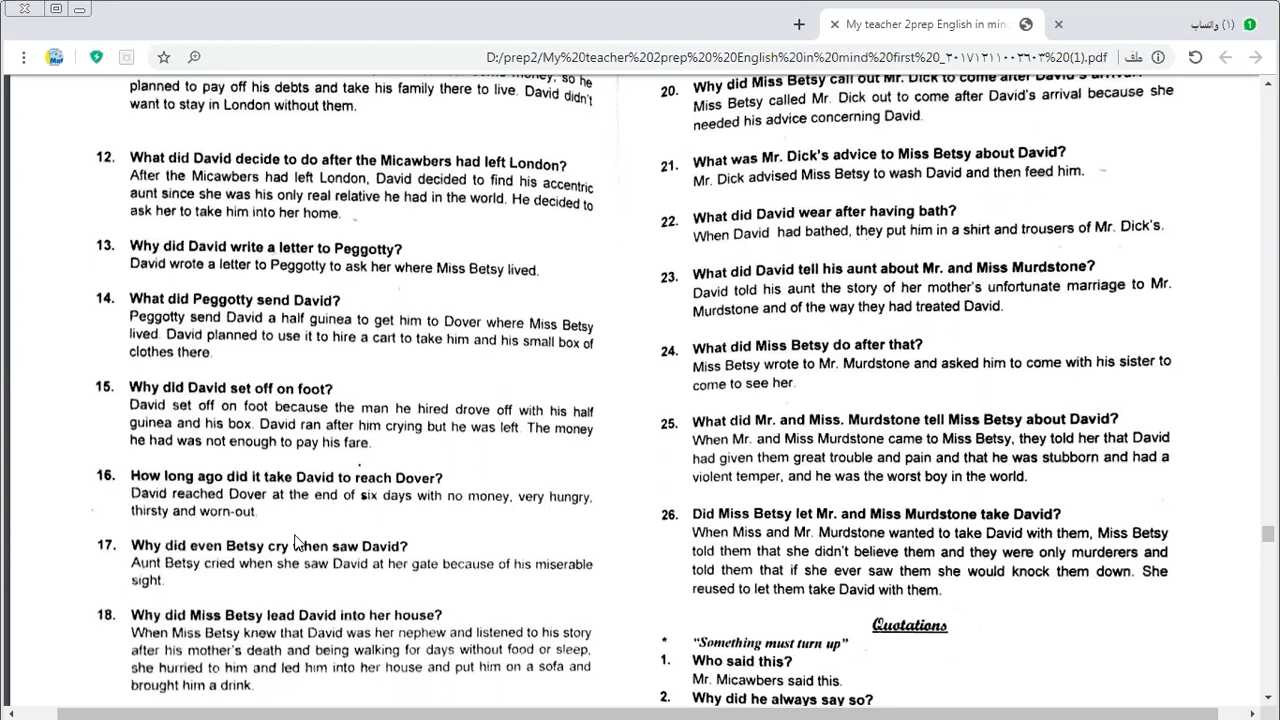 My teacher 2prep English in min
(١) واتساب
1
D:/prep2/My%20teacher%202prep%20%20English%20in%20mind%20first_٢٠١٧١٢١١٠٠٣٦٠٣%20(1).pdf
ملف
planned to pay off his debts and take his family there to live. David didn't
want to stay in London without them.
12. What did David decide to do after the Micawbers had left London?
After the Micawbers had left London, David decided to find his accentric
aunt since she was his only real relative he had in the world. He decided to
ask her to take him into her home.
13. Why did David write a letter to Peggotty?
David wrote a letter to Peggotty to ask her where Miss Betsy lived.
14. What did Peggotty send David?
Peggotty send David a half guinea to get him to Dover where Miss Betsy
lived. David planned to use it to hire a cart to take him and his small box of
clothes there.
15. Why did David set off on foot?
David set off on foot because the man he hired drove off with his half
guinea and his box. David ran after him crying but he was left. The money
he had was not enough to pay his fare.
16. How long ago did it take David to reach Dover?
David reached Dover at the end of six days with no money, very hungry,
thirsty and worn-out.
17. Why did even Betsy cry when saw David?
Aunt Betsy cried when she saw David at her gate because of his miserable
sight.
18. Why did Miss Betsy lead David into her house?
When Miss Betsy knew that David was her nephew and listened to his story
after his mother's death and being walking for days without food or sleep,
she hurried to him and led him into her house and put him on a sofa and
brought him a drink.
20. Why did Miss Betsy call out Mr. Dick to come after David's arrival?
Miss Betsy called Mr. Dick out to come after David's arrival because she
needed his advice concerning David.
21. What was Mr. Dick's advice to Miss Betsy about David?
Mr. Dick advised Miss Betsy to wash David and then feed him.
22. What did David wear after having bath?
When David had bathed, they put him in a shirt and trousers of Mr. Dick's.
23. What did David tell his aunt about Mr. and Miss Murdstone?
David told his aunt the story of her mother's unfortunate marriage to Mr.
Murdstone and of the way they had treated David.
24. What did Miss Betsy do after that?
Miss Betsy wrote to Mr. Murdstone and asked him to come with his sister to
come to see her.
25. What did Mr. and Miss. Murdstone tell Miss Betsy about David?
When Mr. and Miss Murdstone came to Miss Betsy, they told her that David
had given them great trouble and pain and that he was stubborn and had a
violent temper, and he was the worst boy in the world.
26. Did Miss Betsy let Mr. and Miss Murdstone take David?
When Miss and Mr. Murdstone wanted to take David with them, Miss Betsy
told them that she didn't believe them and they were only murderers and
told them that if she ever saw them she would knock them down. She
reused to let them take David with them.
Quotations
* "Something must turn up"
1. Who said this?
Mr. Micawbers said this.
2. Why did he always say so?